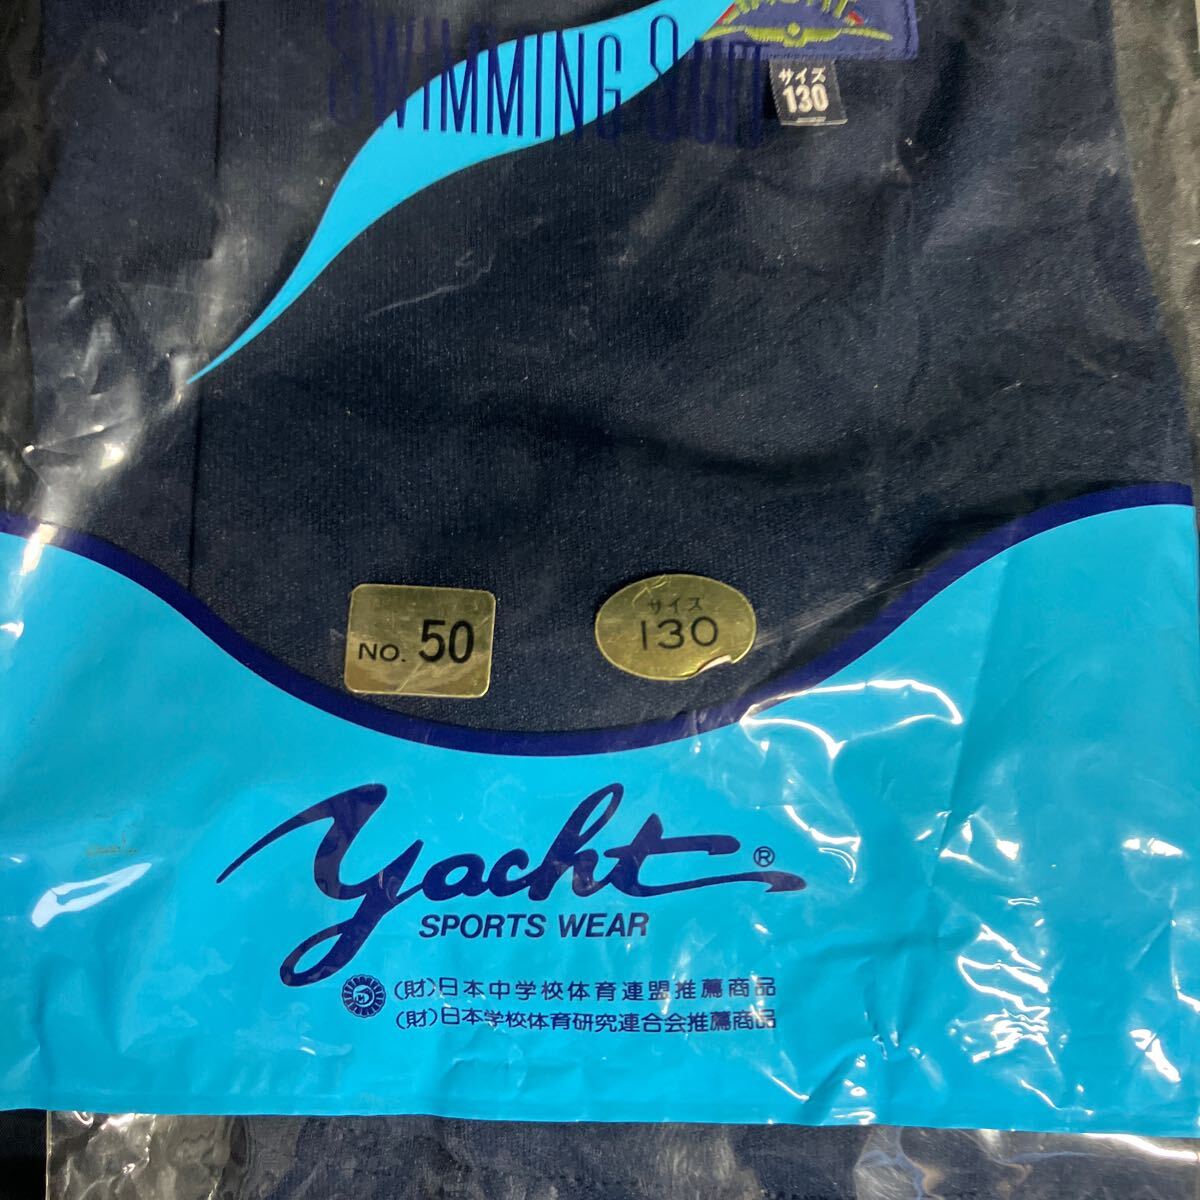 SWIMMING SUIT
サイズ
130
NO. 50
サイズ
130
yacht®
SPORTS WEAR
(財)日本中学校体育連盟推薦商品
(財)日本学校体育研究連合会推薦商品